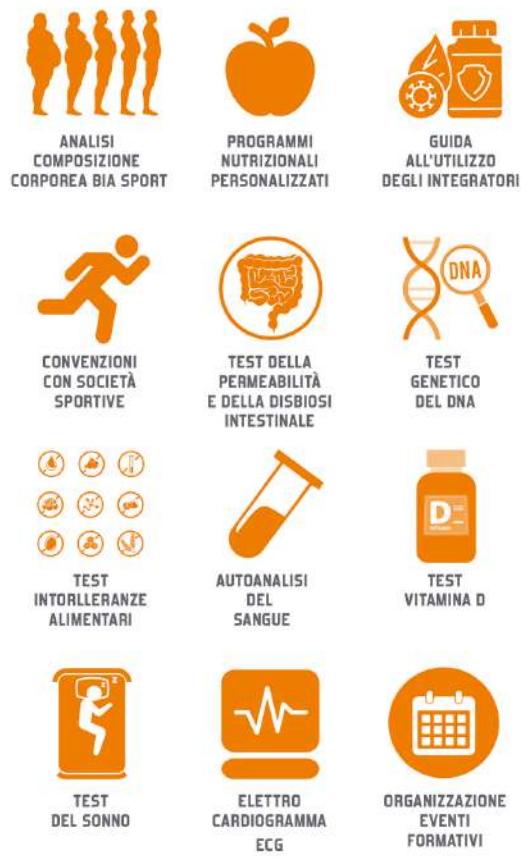 ANALISI
COMPOSIZIONE
CORPOREA BIA SPORT
PROGRAMMI
NUTRIZIONALI
PERSONALIZZATI
GUIDA
ALL'UTILIZZO
DEGLI INTEGRATORI
DNA
CONVENZIONI
CON SOCIETÀ
SPORTIVE
TEST DELLA
PERMEABILITÀ
E DELLA DISBIOSI
INTESTINALE
TEST
GENETICO
DEL DNA
D
TEST
INTORLLERANZE
ALIMENTARI
AUTOANALISI
DEL
SANGUE
TEST
VITAMINA D
z z
TEST
DEL SONNO
ELETTRO
CARDIOGRAMMA
ECG
ORGANIZZAZIONE
EVENTI
FORMATIVI